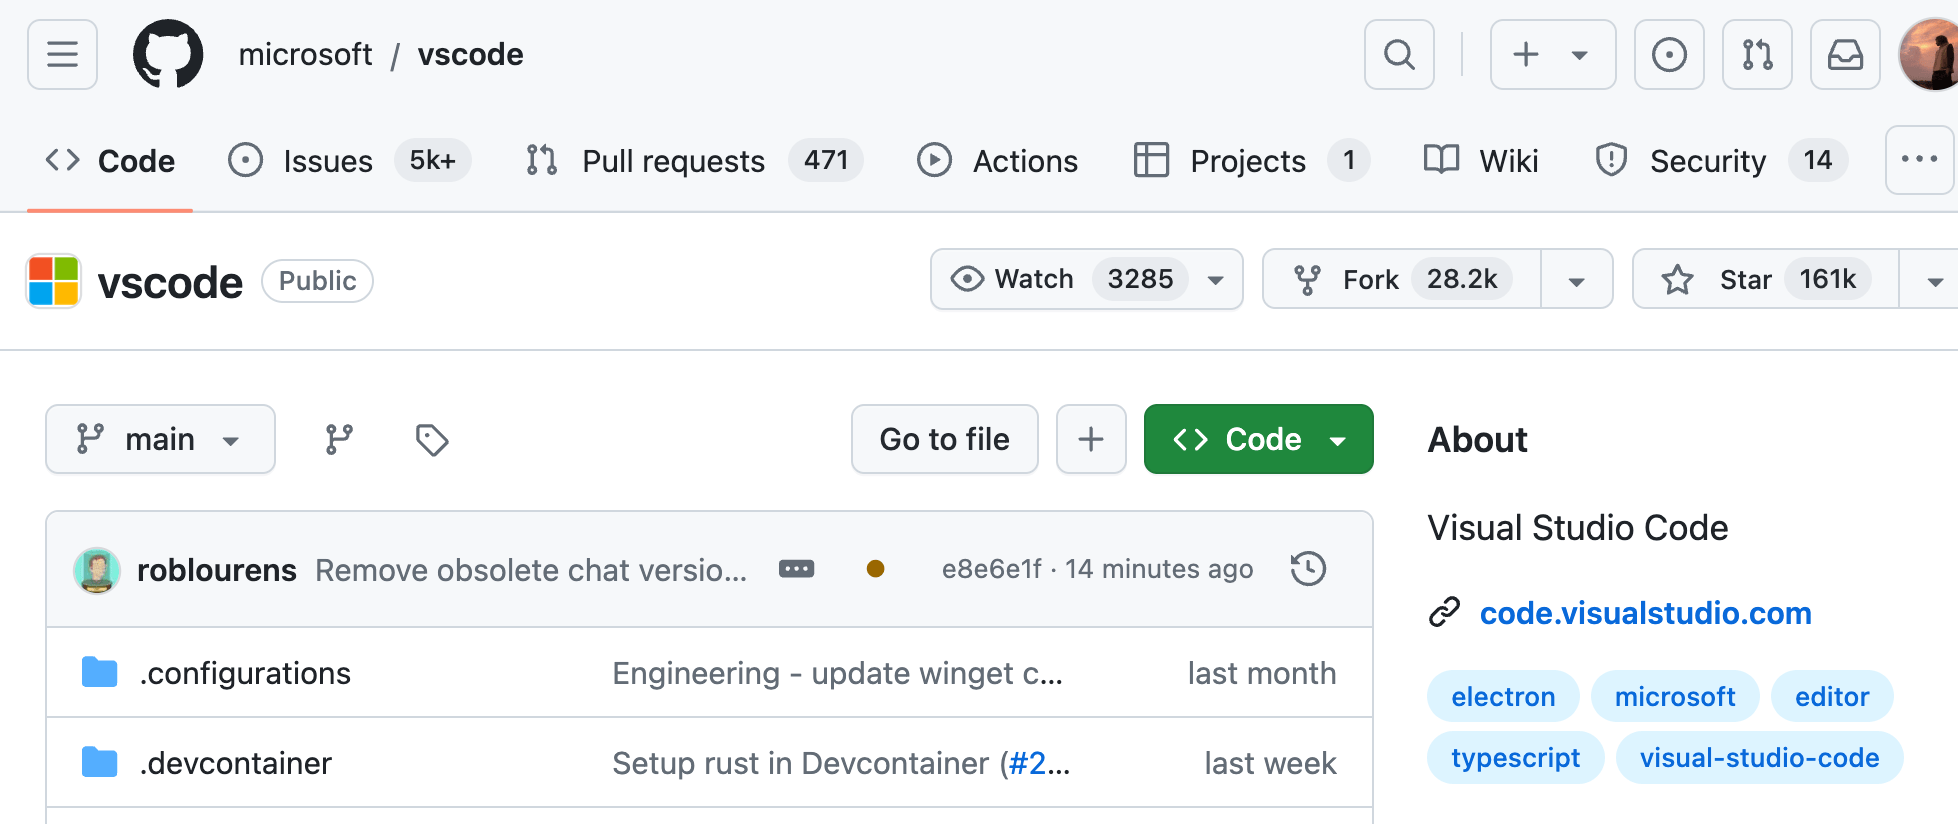 microsoft / vscode
Code Issues 5k+ Pull requests 471 Actions Projects 1 Wiki Security 14
vscode Public Watch 3285 Fork 28.2k Star 161k
main Go to file Code
roblourens Remove obsolete chat versio... e8e6e1f · 14 minutes ago
.configurations Engineering - update winget c... last month
.devcontainer Setup rust in Devcontainer (#2... last week
About
Visual Studio Code
code.visualstudio.com
electron microsoft editor
typescript visual-studio-code